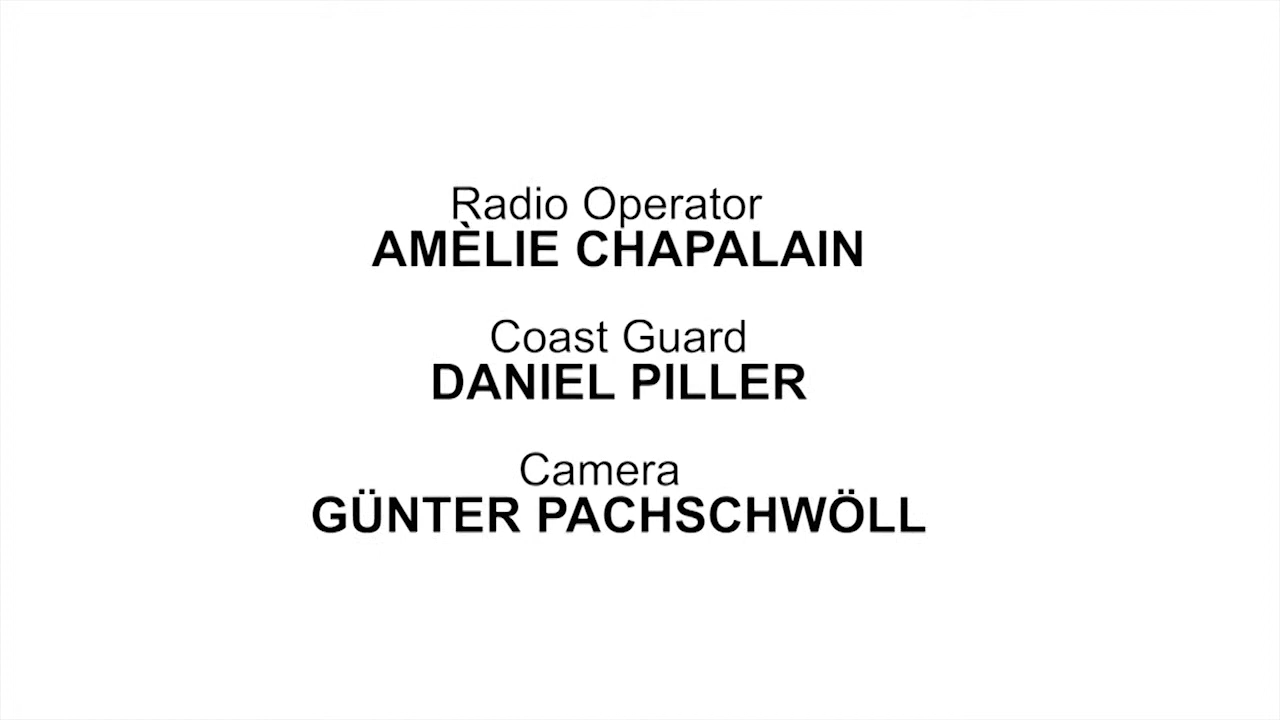 Radio Operator
AMÈLIE CHAPALAIN
Coast Guard
DANIEL PILLER
Camera
GÜNTER PACHSCHWÖLL